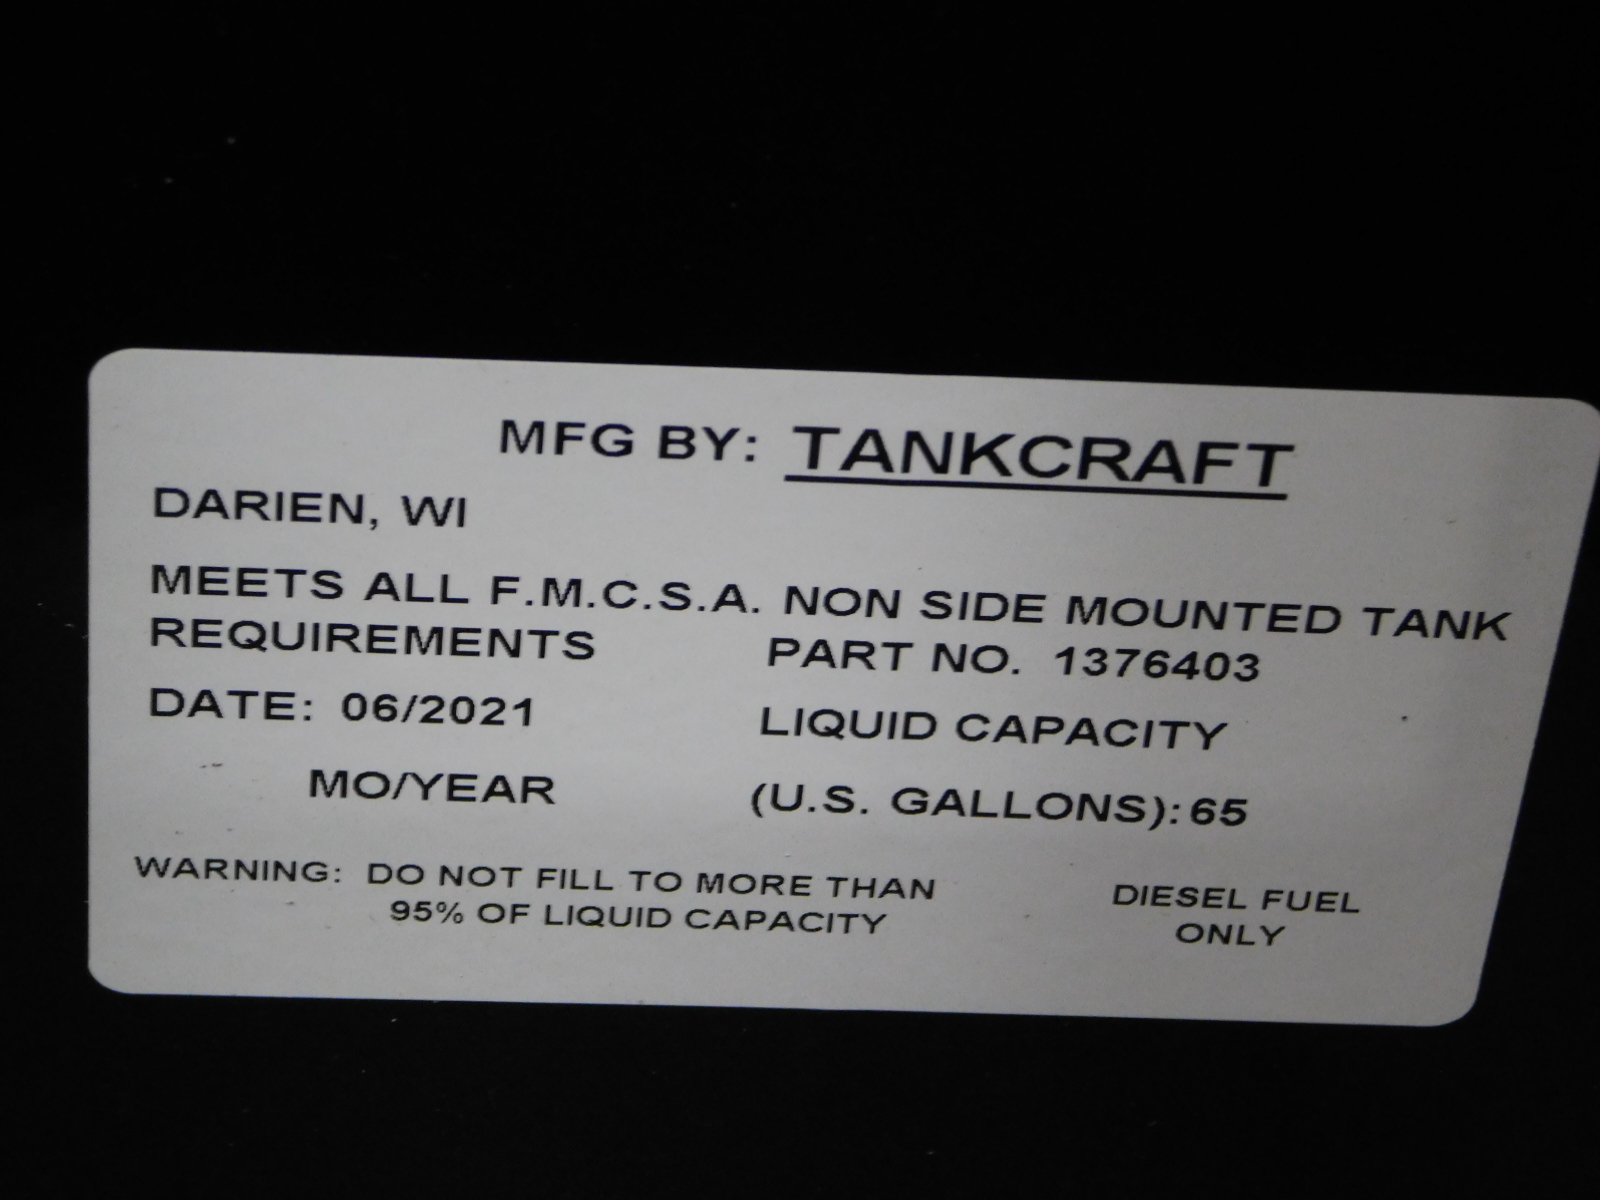 MFG BY: TANKCRAFT
DARIEN, WI
MEETS ALL F.M.C.S.A. NON SIDE MOUNTED TANK
REQUIREMENTS PART NO. 1376403
DATE: 06/2021 LIQUID CAPACITY
MO/YEAR (U.S. GALLONS): 65
WARNING: DO NOT FILL TO MORE THAN DIESEL FUEL
95% OF LIQUID CAPACITY ONLY